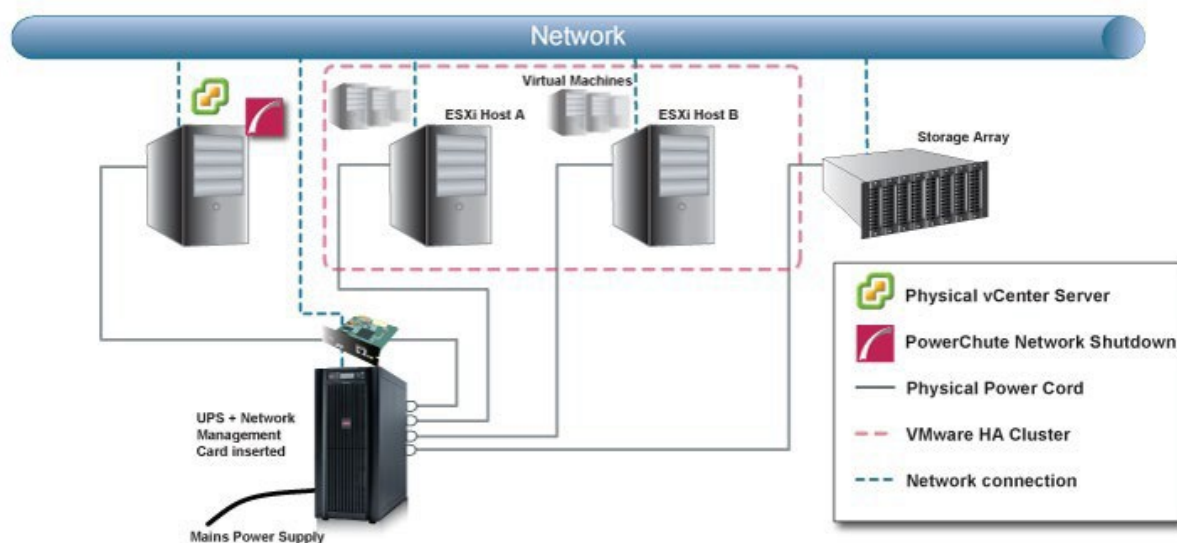 Network
Virtual Machines
ESXi Host A
ESXi Host B
Storage Array
UPS + Network
Management
Card inserted
Mains Power Supply
Physical vCenter Server
PowerChute Network Shutdown
Physical Power Cord
VMware HA Cluster
Network connection